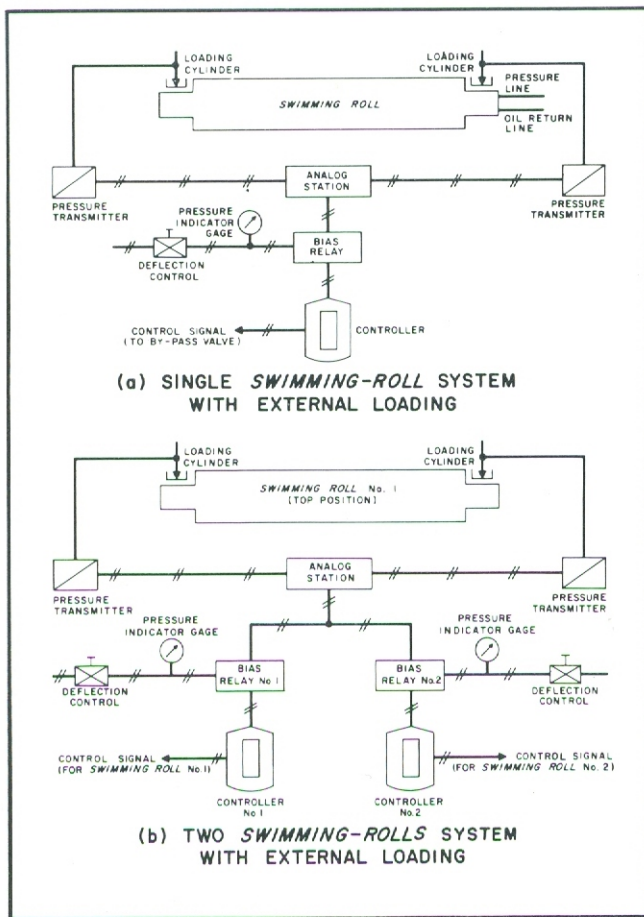 LOADING
CYLINDER
LOADING
CYLINDER
PRESSURE
LINE
SWIMMING ROLL
OIL RETURN
LINE
ANALOG
STATION
PRESSURE
TRANSMITTER
PRESSURE
TRANSMITTER
PRESSURE
INDICATOR
GAGE
BIAS
RELAY
DEFLECTION
CONTROL
CONTROL SIGNAL
(TO BY-PASS VALVE)
CONTROLLER
(a) SINGLE SWIMMING-ROLL SYSTEM
WITH EXTERNAL LOADING
LOADING
CYLINDER
LOADING
CYLINDER
SWIMMING ROLL No. 1
(TOP POSITION)
ANALOG
STATION
PRESSURE
TRANSMITTER
PRESSURE
TRANSMITTER
PRESSURE
INDICATOR GAGE
PRESSURE
INDICATOR GAGE
BIAS
RELAY No.1
BIAS
RELAY No.2
DEFLECTION
CONTROL
DEFLECTION
CONTROL
CONTROL SIGNAL
(FOR SWIMMING ROLL No.1)
CONTROL SIGNAL
(FOR SWIMMING ROLL No. 2)
CONTROLLER
No.1
CONTROLLER
No.2
(b) TWO SWIMMING-ROLLS SYSTEM
WITH EXTERNAL LOADING